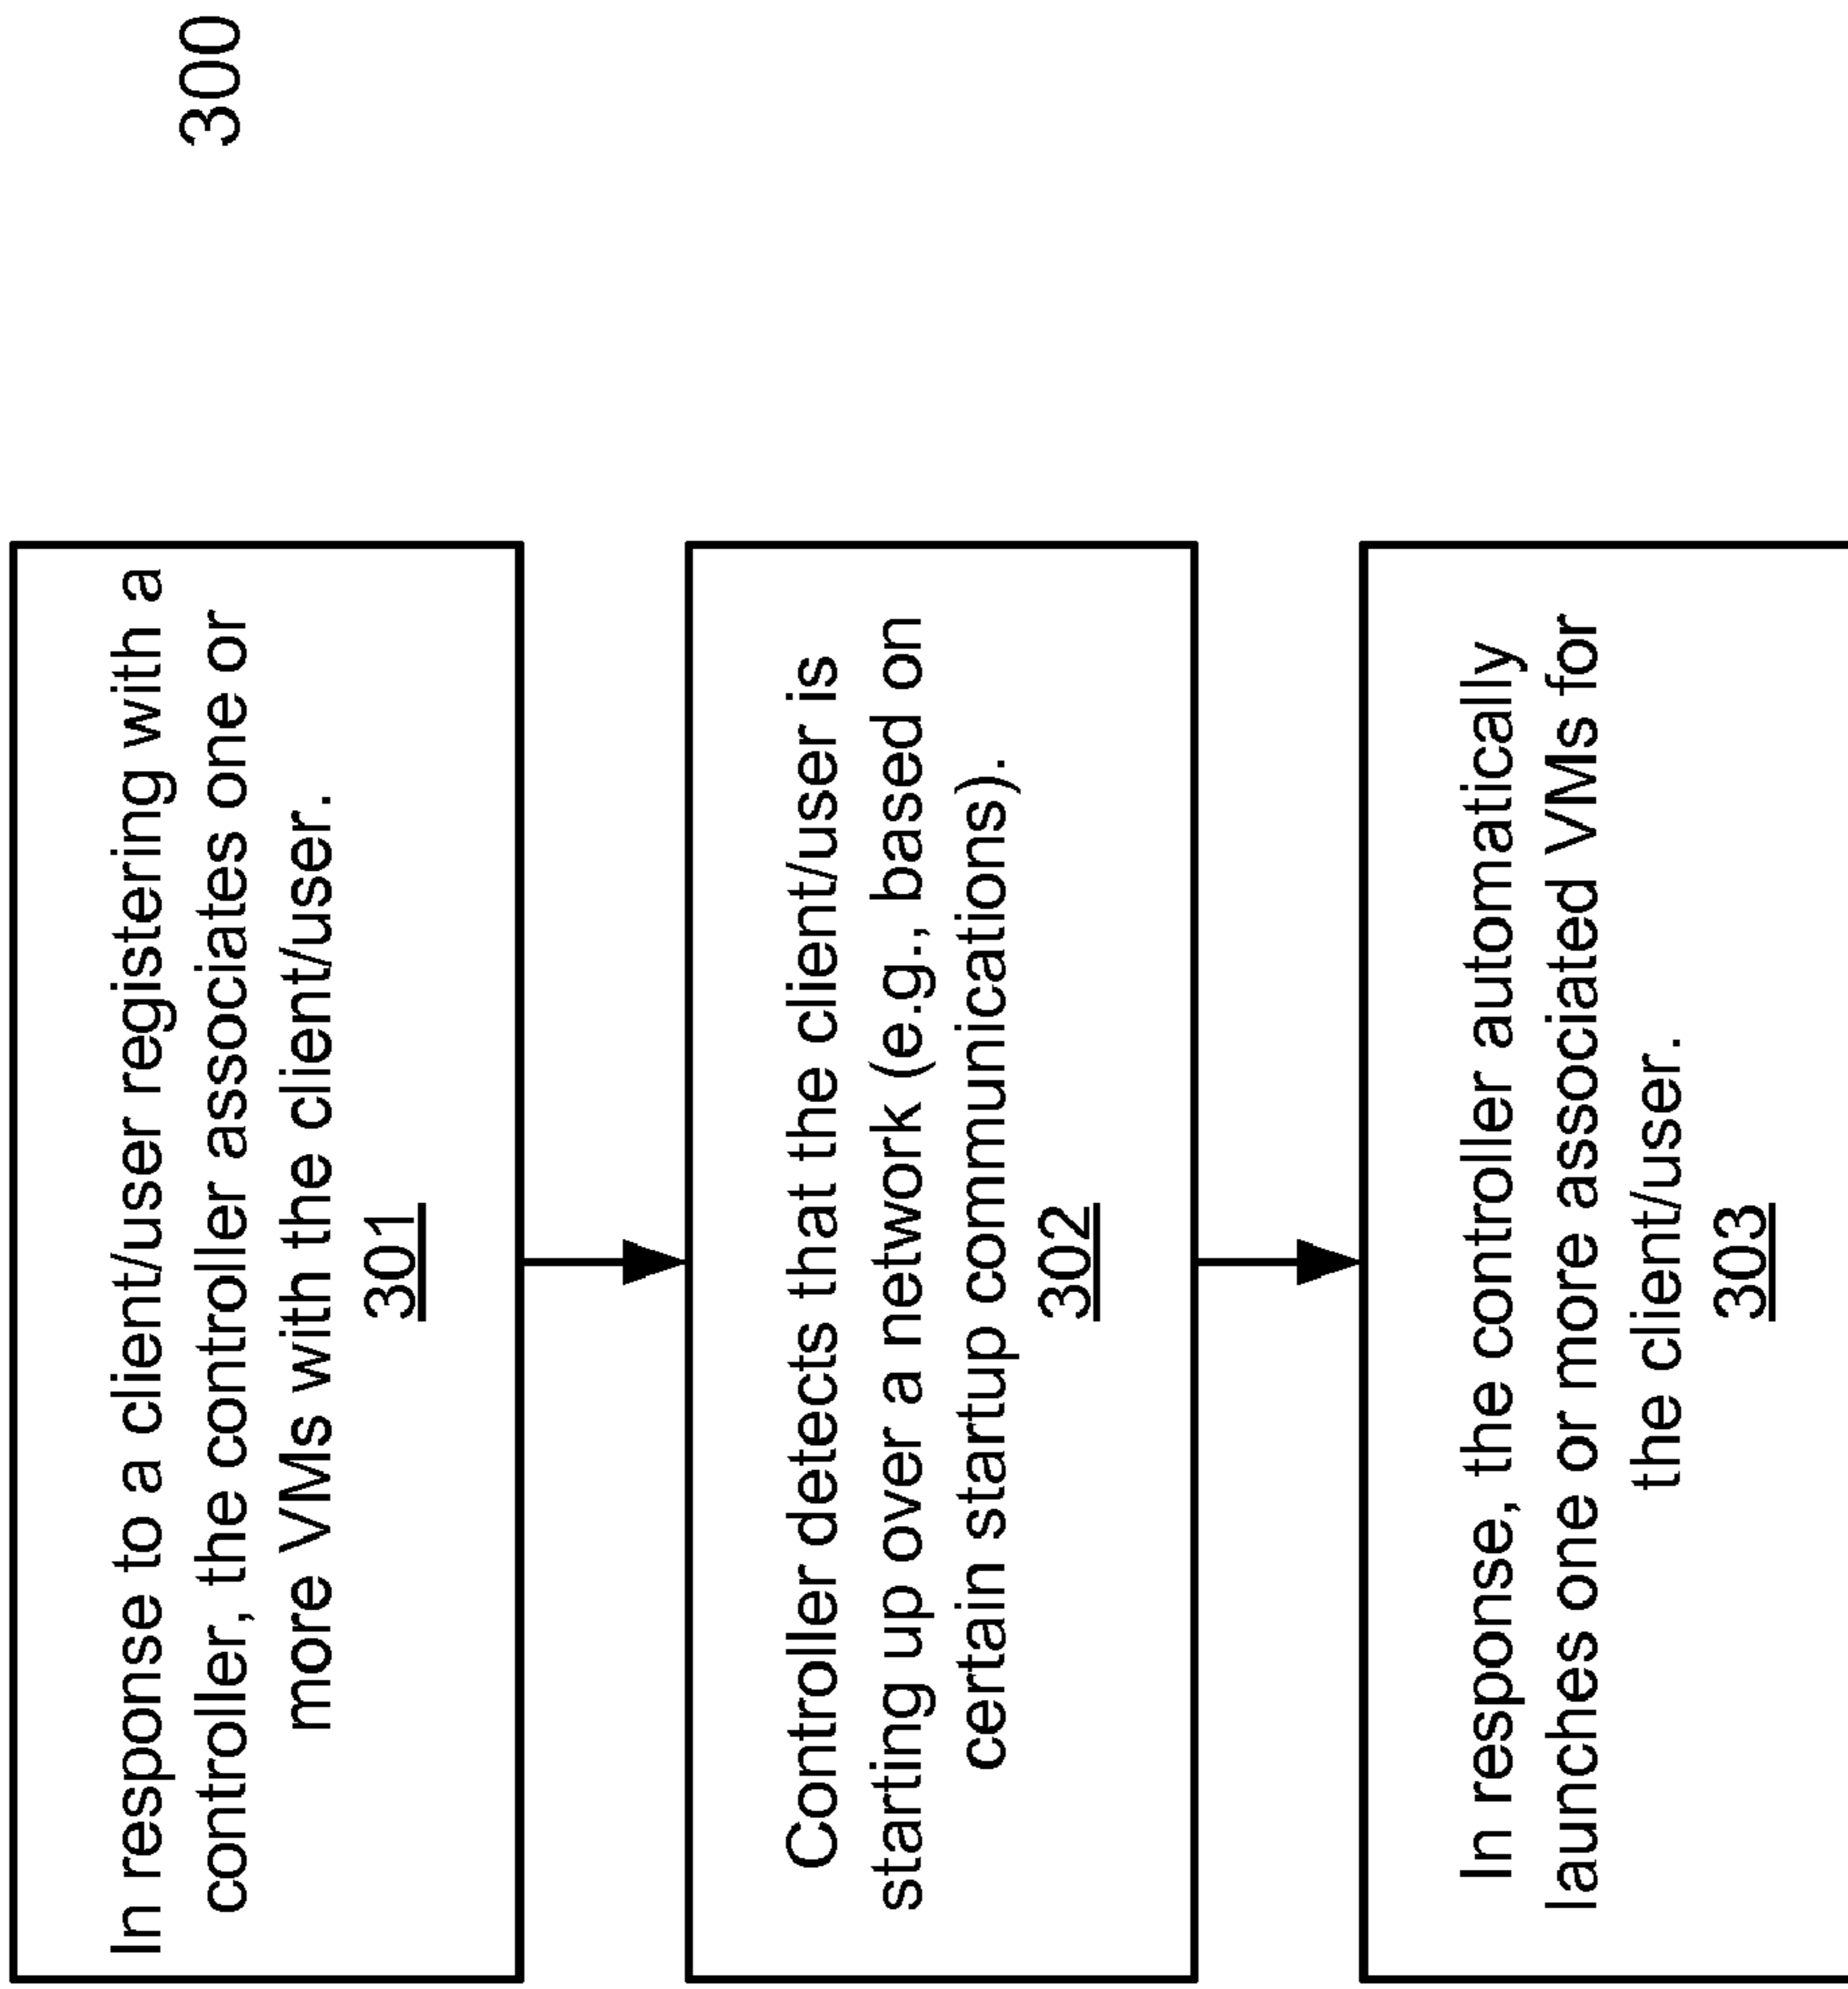 300
In response to a client/user registering with a
controller, the controller associates one or
more VMs with the client/user.
301
Controller detects that the client/user is
starting up over a network (e.g., based on
certain startup communications).
302
In response, the controller automatically
launches one or more associated VMs for
the client/user.
303